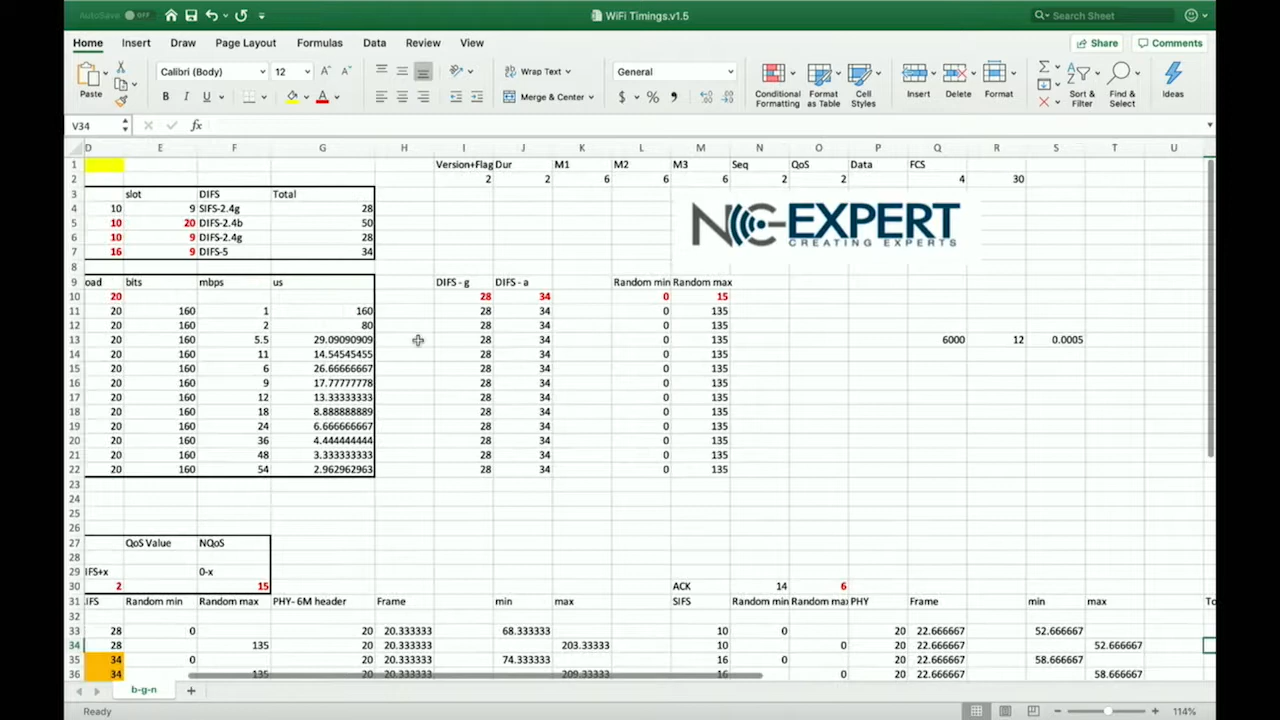 AutoSave OFF WiFi Timings.v1.5 Search Sheet
Home Insert Draw Page Layout Formulas Data Review View Share Comments
Paste Calibri (Body) 12 A A Wrap Text General Conditional Formatting Format as Table Cell Styles Insert Delete Format Sort & Filter Find & Select Ideas
B I U A Merge & Center $ %
V34 fx
D E F G H I J K L M N O P Q R S T U
1 Version+Flag Dur M1 M2 M3 Seq QoS Data FCS
2 2 2 6 6 6 2 2 4 30
3 slot DIFS Total
4 10 9 SIFS-2.4g 28
5 10 20 DIFS-2.4b 50
6 10 9 DIFS-2.4g 28
7 16 9 DIFS-5 34
NC-EXPERT
CREATING EXPERTS
8
9 oad bits mbps us DIFS - g DIFS - a Random min Random max
10 20 28 34 0 15
11 20 160 1 160 28 34 0 135
12 20 160 2 80 28 34 0 135
13 20 160 5.5 29.09090909 28 34 0 135 6000 12 0.0005
14 20 160 11 14.54545455 28 34 0 135
15 20 160 6 26.66666667 28 34 0 135
16 20 160 9 17.77777778 28 34 0 135
17 20 160 12 13.33333333 28 34 0 135
18 20 160 18 8.888888889 28 34 0 135
19 20 160 24 6.666666667 28 34 0 135
20 20 160 36 4.444444444 28 34 0 135
21 20 160 48 3.333333333 28 34 0 135
22 20 160 54 2.962962963 28 34 0 135
23
24
25
26
27 QoS Value NQoS
28
29 IFS+x 0-x
30 2 15 ACK 14 6
31 IFS Random min Random max PHY- 6M header Frame min max SIFS Random min Random max PHY Frame min max To
32
33 28 0 20 20.333333 68.333333 10 0 20 22.666667 52.666667
34 28 135 20 20.333333 203.33333 10 0 20 22.666667 52.666667
35 34 0 20 20.333333 74.333333 16 0 20 22.666667 58.666667
36 34 135 20 20.333333 209.33333 16 0 20 22.666667 58.666667
b-g-n
Ready 114%